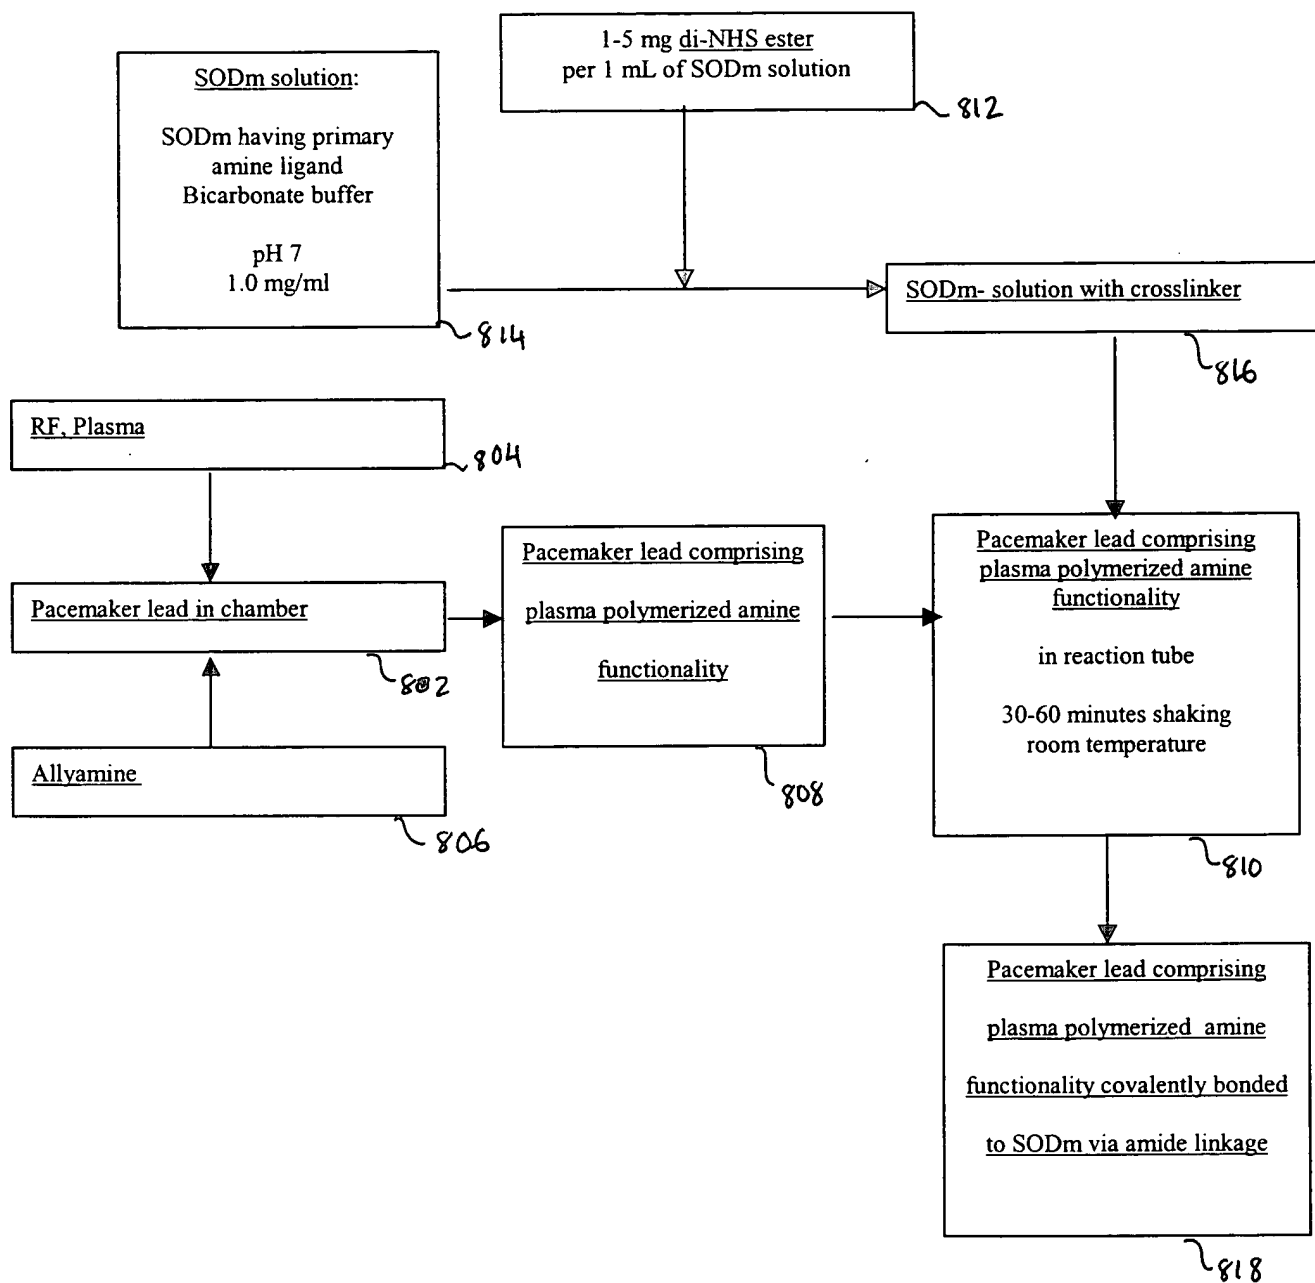 1-5 mg di-NHS ester
per 1 mL of SODm solution
812
SODm solution:
SODm having primary
amine ligand
Bicarbonate buffer
pH 7
1.0 mg/ml
814
SODm- solution with crosslinker
816
RF, Plasma
804
Pacemaker lead in chamber
802
Allyamine
806
Pacemaker lead comprising
plasma polymerized amine
functionality
808
Pacemaker lead comprising
plasma polymerized amine
functionality
in reaction tube
30-60 minutes shaking
room temperature
810
Pacemaker lead comprising
plasma polymerized amine
functionality covalently bonded
to SODm via amide linkage
818